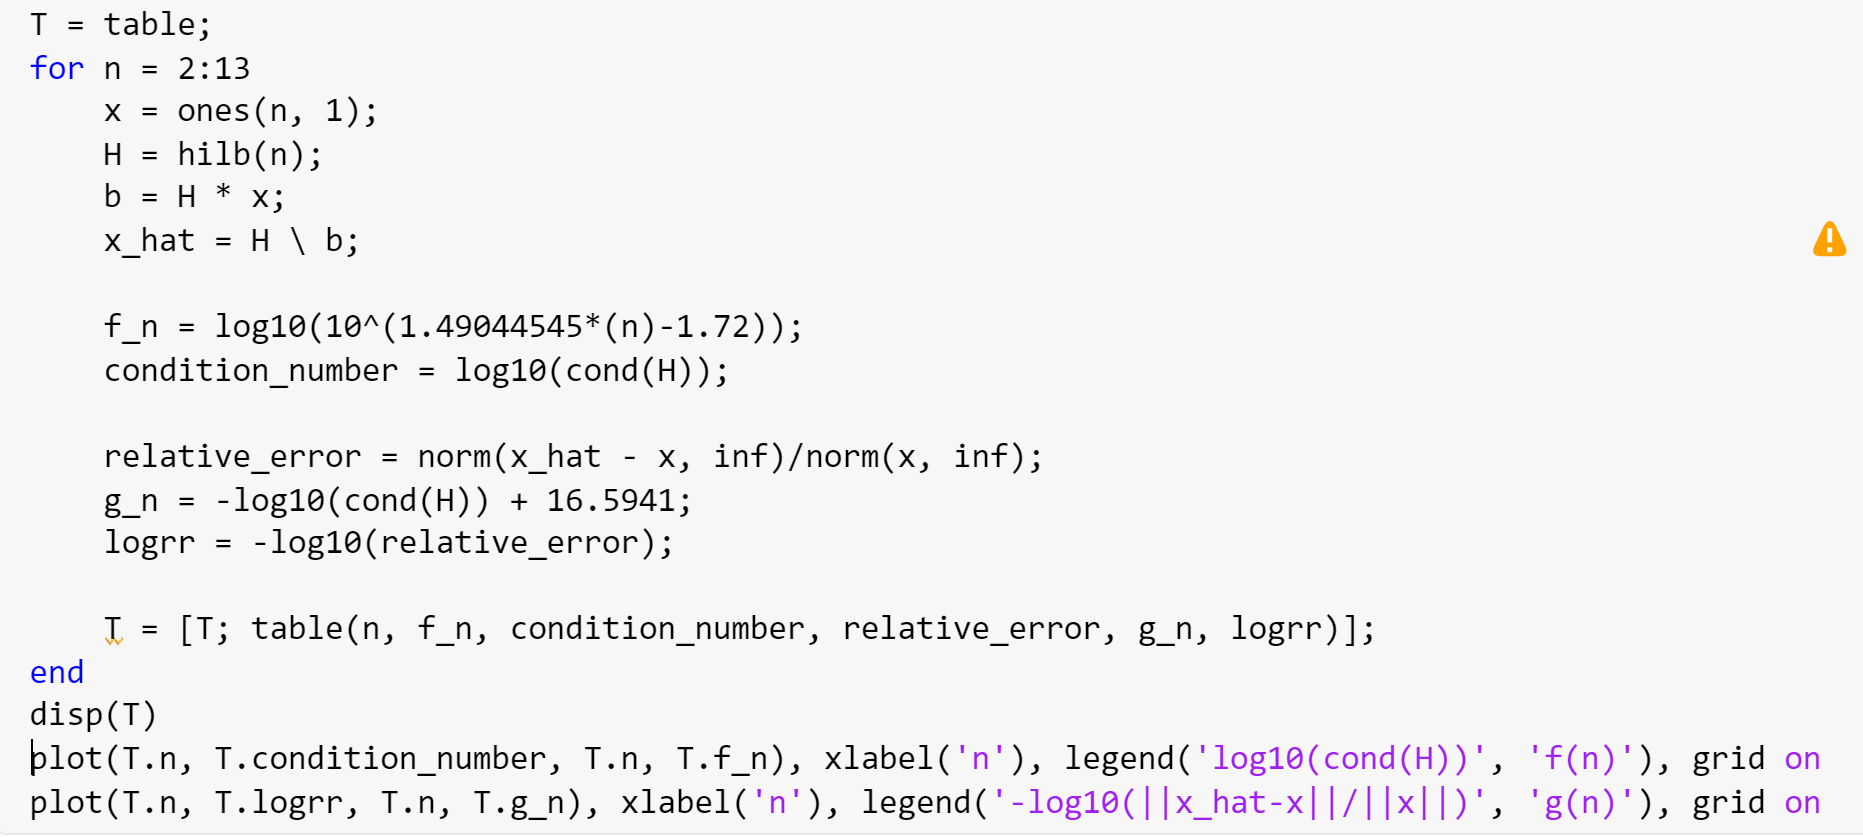 T = table;
for n = 2:13
    x = ones(n, 1);
    H = hilb(n);
    b = H * x;
    x_hat = H \ b;

    f_n = log10(10^(1.49044545*(n)-1.72));
    condition_number = log10(cond(H));

    relative_error = norm(x_hat - x, inf)/norm(x, inf);
    g_n = -log10(cond(H)) + 16.5941;
    logrr = -log10(relative_error);

    T = [T; table(n, f_n, condition_number, relative_error, g_n, logrr)];
end
disp(T)
plot(T.n, T.condition_number, T.n, T.f_n), xlabel('n'), legend('log10(cond(H))', 'f(n)'), grid on
plot(T.n, T.logrr, T.n, T.g_n), xlabel('n'), legend('-log10(||x_hat-x||/||x||)', 'g(n)'), grid on